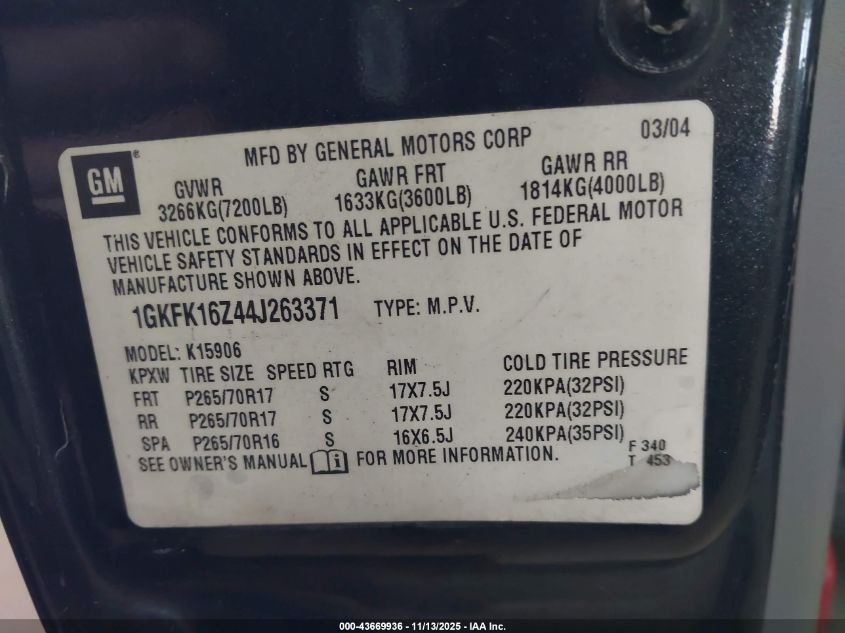 GM ®
MFD BY GENERAL MOTORS CORP 03/04
GVWR GAWR FRT GAWR RR
3266KG(7200LB) 1633KG(3600LB) 1814KG(4000LB)
THIS VEHICLE CONFORMS TO ALL APPLICABLE U.S. FEDERAL MOTOR
VEHICLE SAFETY STANDARDS IN EFFECT ON THE DATE OF
MANUFACTURE SHOWN ABOVE.
1GKFK16Z44J263371 TYPE: M.P.V.
MODEL: K15906
KPXW TIRE SIZE SPEED RTG RIM COLD TIRE PRESSURE
FRT P265/70R17 S 17X7.5J 220KPA(32PSI)
RR P265/70R17 S 17X7.5J 220KPA(32PSI)
SPA P265/70R16 S 16X6.5J 240KPA(35PSI)
SEE OWNER'S MANUAL i FOR MORE INFORMATION.
F 340
T 453
000-43669936 - 11/13/2025 - IAA Inc.